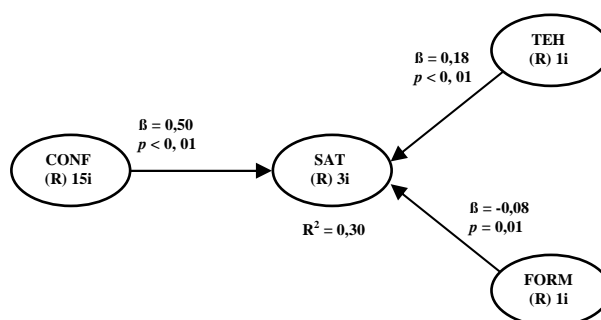 ß = 0,50
p < 0, 01
CONF
(R) 15i
SAT
(R) 3i
R² = 0,30
ß = 0,18
p < 0, 01
TEH
(R) 1i
ß = -0,08
p = 0,01
FORM
(R) 1i